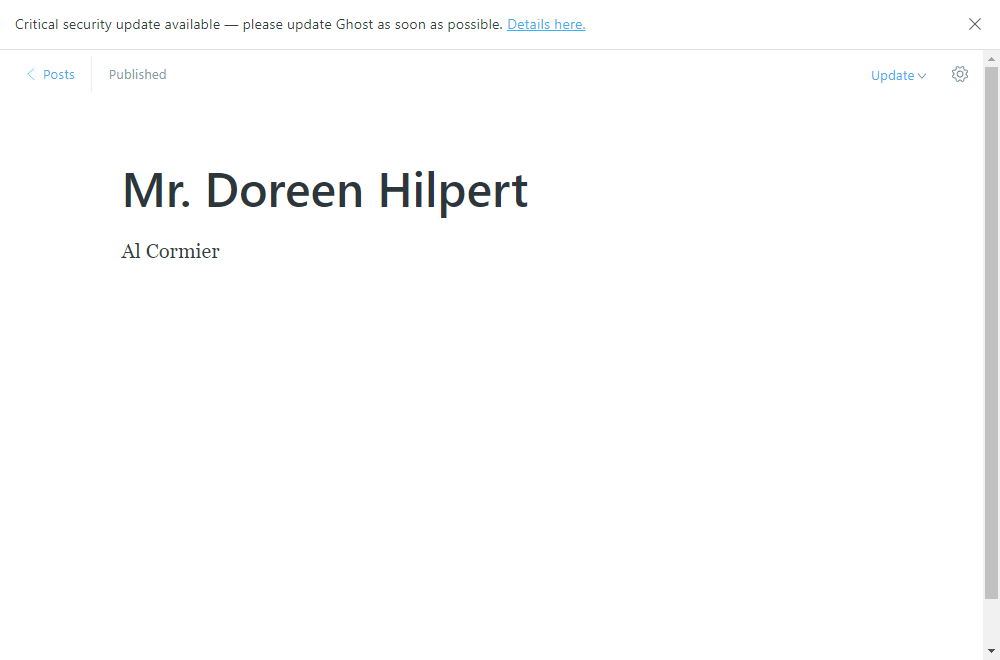 Critical security update available — please update Ghost as soon as possible. Details here.
Posts
Published
Update
Mr. Doreen Hilpert
Al Cormier